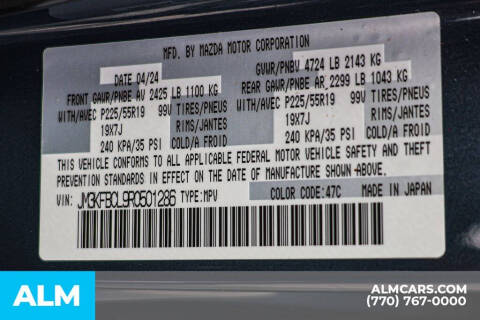 MFD. BY MAZDA MOTOR CORPORATION
DATE 04/24 GVWR/PNBV 4724 LB 2143 KG
FRONT GAWR/PNBE AV 2425 LB 1100 KG REAR GAWR/PNBE AR 2299 LB 1043 KG
WITH/AVEC P225/55R19 99V TIRES/PNEUS WITH/AVEC P225/55R19 99V TIRES/PNEUS
19X7J RIMS/JANTES 19X7J RIMS/JANTES
240 KPA/35 PSI COLD/A FROID 240 KPA/35 PSI COLD/A FROID
THIS VEHICLE CONFORMS TO ALL APPLICABLE FEDERAL MOTOR VEHICLE SAFETY AND THEFT
PREVENTION STANDARDS IN EFFECT ON THE DATE OF MANUFACTURE SHOWN ABOVE.
VIN: JM3KFBCL9R0501286 TYPE:MPV COLOR CODE:47C MADE IN JAPAN
ALM
ALMCARS.COM
(770) 767-0000